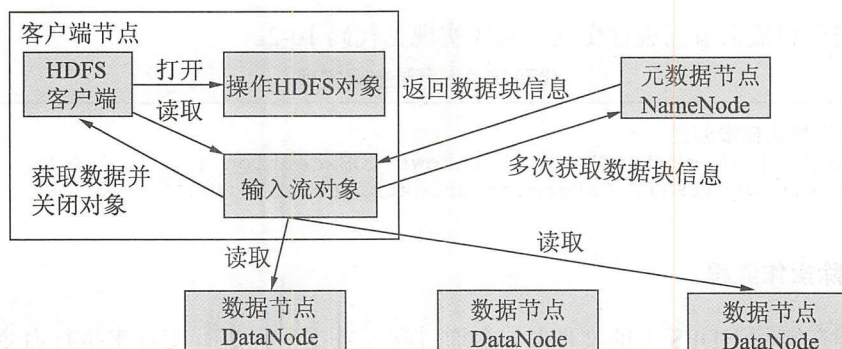 客户端节点
HDFS
客户端
打开
操作HDFS对象
返回数据块信息
元数据节点
NameNode
读取
获取数据并
关闭对象
输入流对象
多次获取数据块信息
读取
读取
数据节点
DataNode
数据节点
DataNode
数据节点
DataNode